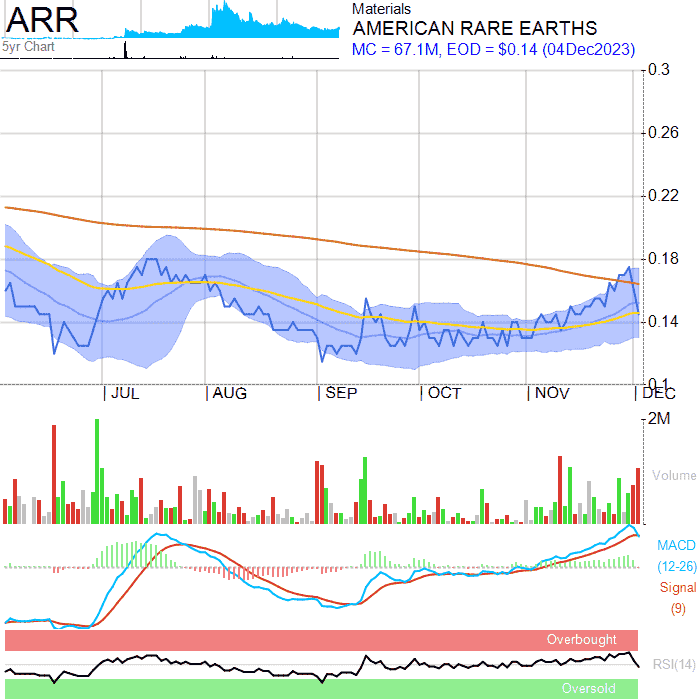 ARR
5yr Chart
Materials
AMERICAN RARE EARTHS
MC = 67.1M, EOD = $0.14 (04Dec2023)
0.3
0.26
0.22
0.18
0.14
0.1
JUL AUG SEP OCT NOV DEC
2M
Volume
MACD
(12-26)
Signal
(9)
Overbought
RSI(14)
Oversold